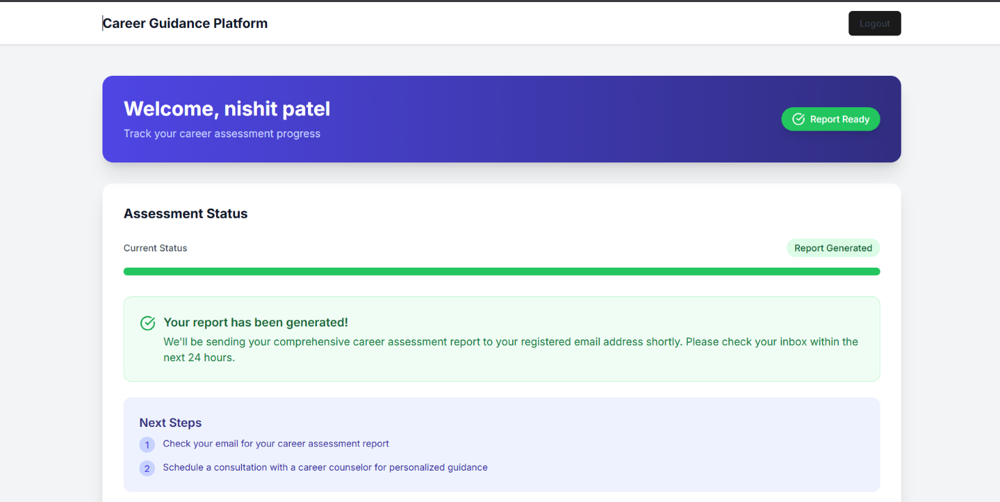 Career Guidance Platform
Logout
Welcome, nishit patel
Track your career assessment progress
Report Ready
Assessment Status
Current Status
Report Generated
Your report has been generated!
We'll be sending your comprehensive career assessment report to your registered email address shortly. Please check your inbox within the
next 24 hours.
Next Steps
1 Check your email for your career assessment report
2 Schedule a consultation with a career counselor for personalized guidance